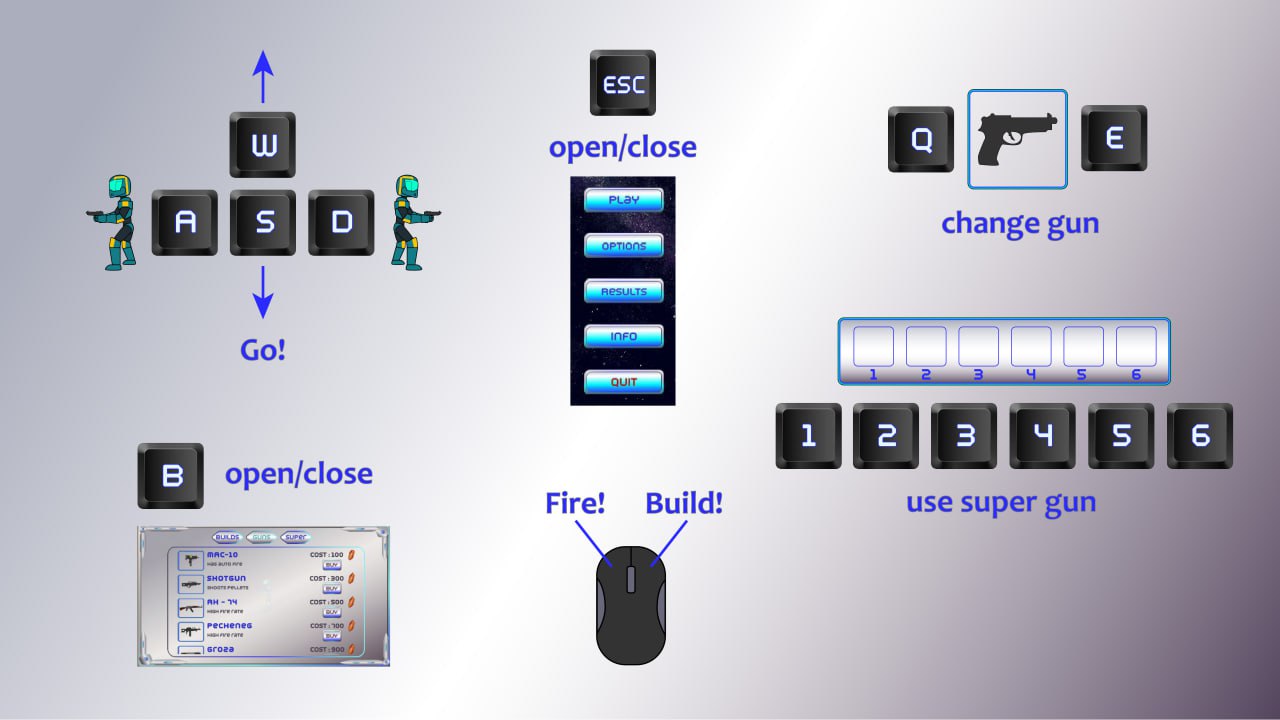 W
A S D
Go!
ESC
open/close
PLAY
OPTIONS
RESULTS
INFO
QUIT
Q E
change gun
1 2 3 4 5 6
1 2 3 4 5 6
use super gun
B open/close
BUILDS GUNS SUPER
MAC-10 COST : 100
HAS AUTO FIRE BUY
SHOTGUN COST : 300
SHOOTS PELLETS BUY
AK - 74 COST : 500
HIGH FIRE RATE BUY
PECHENEG COST : 700
HIGH FIRE RATE BUY
GROZA COST : 900
Fire! Build!